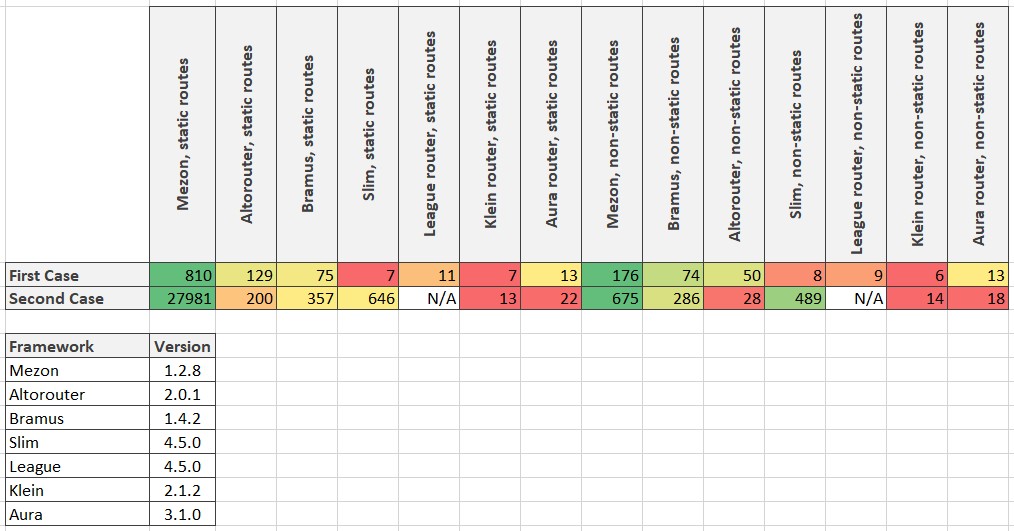 Mezon, static routes
Altorouter, static routes
Bramus, static routes
Slim, static routes
League router, static routes
Klein router, static routes
Aura router, static routes
Mezon, non-static routes
Bramus, non-static routes
Altorouter, non-static routes
Slim, non-static routes
League router, non-static routes
Klein router, non-static routes
Aura router, non-static routes
First Case 810 129 75 7 11 7 13 176 74 50 8 9 6 13
Second Case 27981 200 357 646 N/A 13 22 675 286 28 489 N/A 14 18
Framework Version
Mezon 1.2.8
Altorouter 2.0.1
Bramus 1.4.2
Slim 4.5.0
League 4.5.0
Klein 2.1.2
Aura 3.1.0